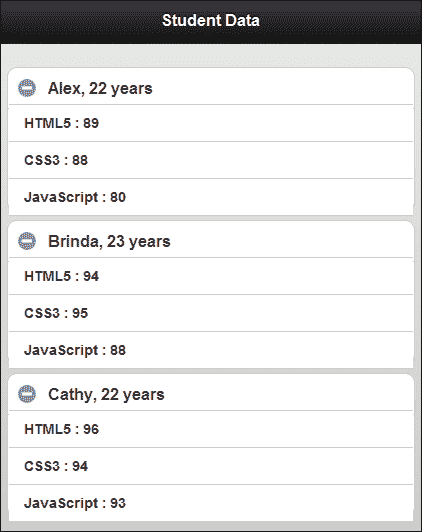 Student Data
Alex, 22 years
HTML5 : 89
CSS3 : 88
JavaScript : 80
Brinda, 23 years
HTML5 : 94
CSS3 : 95
JavaScript : 88
Cathy, 22 years
HTML5 : 96
CSS3 : 94
JavaScript : 93